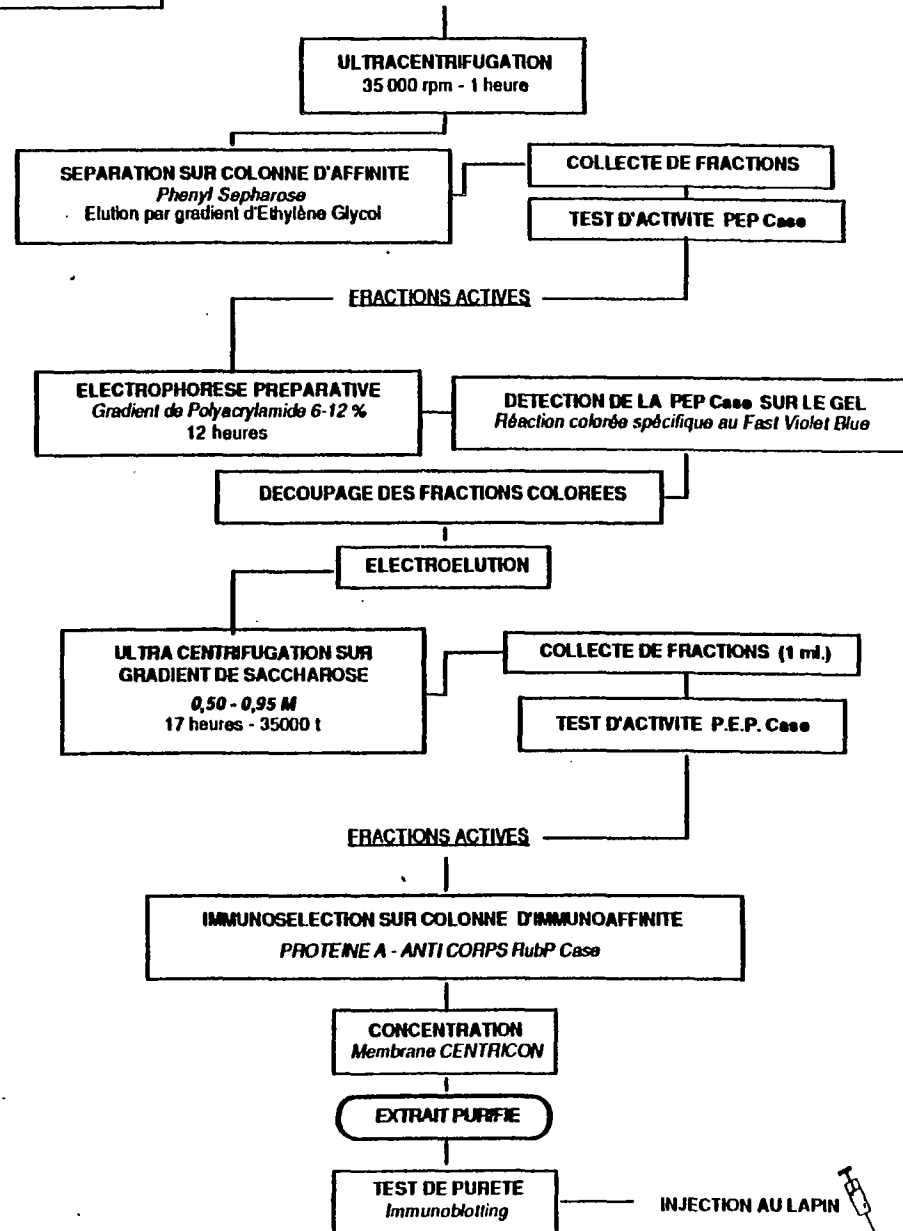 ULTRACENTRIFUGATION
35 000 rpm - 1 heure
SEPARATION SUR COLONNE D'AFFINITE
Phenyl Sepharose
Elution par gradient d'Ethylène Glycol
COLLECTE DE FRACTIONS
TEST D'ACTIVITE PEP Case
FRACTIONS ACTIVES
ELECTROPHORESE PREPARATIVE
Gradient de Polyacrylamide 6-12 %
12 heures
DETECTION DE LA PEP Case SUR LE GEL
Réaction colorée spécifique au Fast Violet Blue
DECOUPAGE DES FRACTIONS COLOREES
ELECTROELUTION
ULTRA CENTRIFUGATION SUR
GRADIENT DE SACCHAROSE
0,50 - 0,95 M
17 heures - 35000 t
COLLECTE DE FRACTIONS (1 ml.)
TEST D'ACTIVITE P.E.P. Case
FRACTIONS ACTIVES
IMMUNOSELECTION SUR COLONNE D'IMMUNOAFFINITE
PROTEINE A - ANTI CORPS RubP Case
CONCENTRATION
Membrane CENTRICON
EXTRAIT PURIFIE
TEST DE PURETE
Immunoblotting
INJECTION AU LAPIN